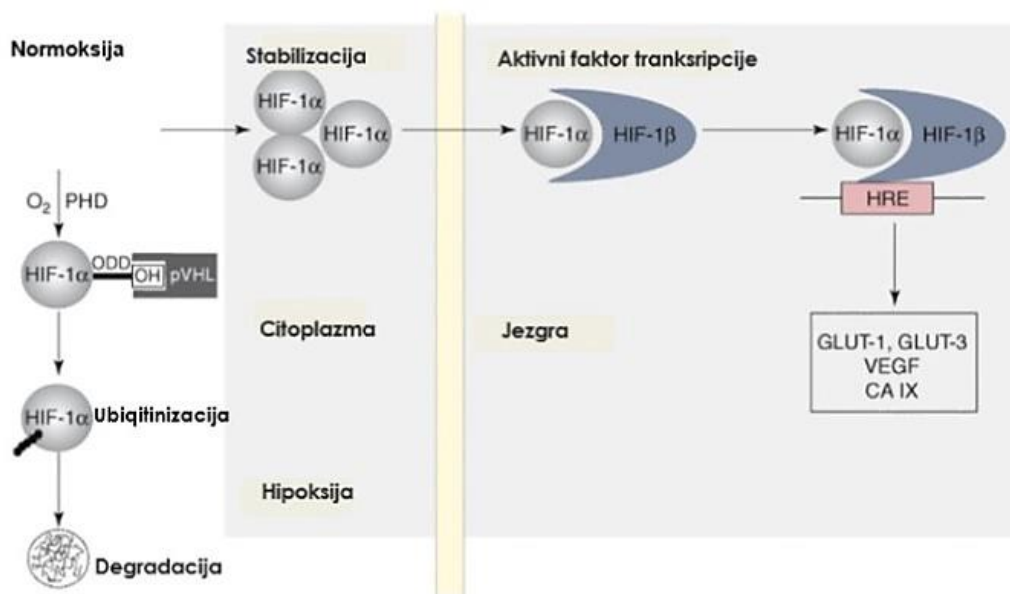 Normoksija
Stabilizacija
Aktivni faktor tranksripcije
HIF-1α
HIF-1α
HIF-1α
HIF-1α
HIF-1β
HIF-1α
HIF-1β
HRE
O₂
PHD
HIF-1α
ODD
OH
pVHL
Citoplazma
Jezgra
GLUT-1, GLUT-3
VEGF
CA IX
HIF-1α
Ubiqitinizacija
Hipoksija
Degradacija